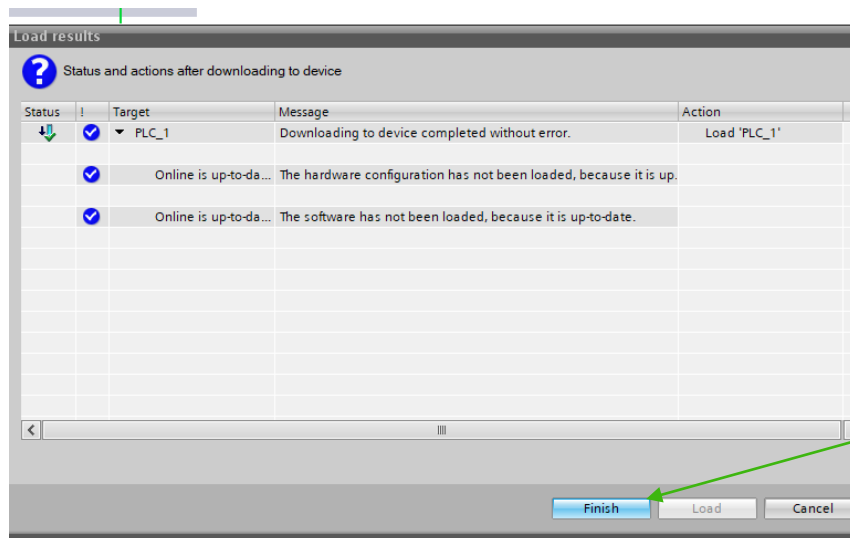 Load results
Status and actions after downloading to device
Status ! Target Message Action
PLC_1 Downloading to device completed without error. Load 'PLC_1'
Online is up-to-da... The hardware configuration has not been loaded, because it is up.
Online is up-to-da... The software has not been loaded, because it is up-to-date.
Finish Load Cancel